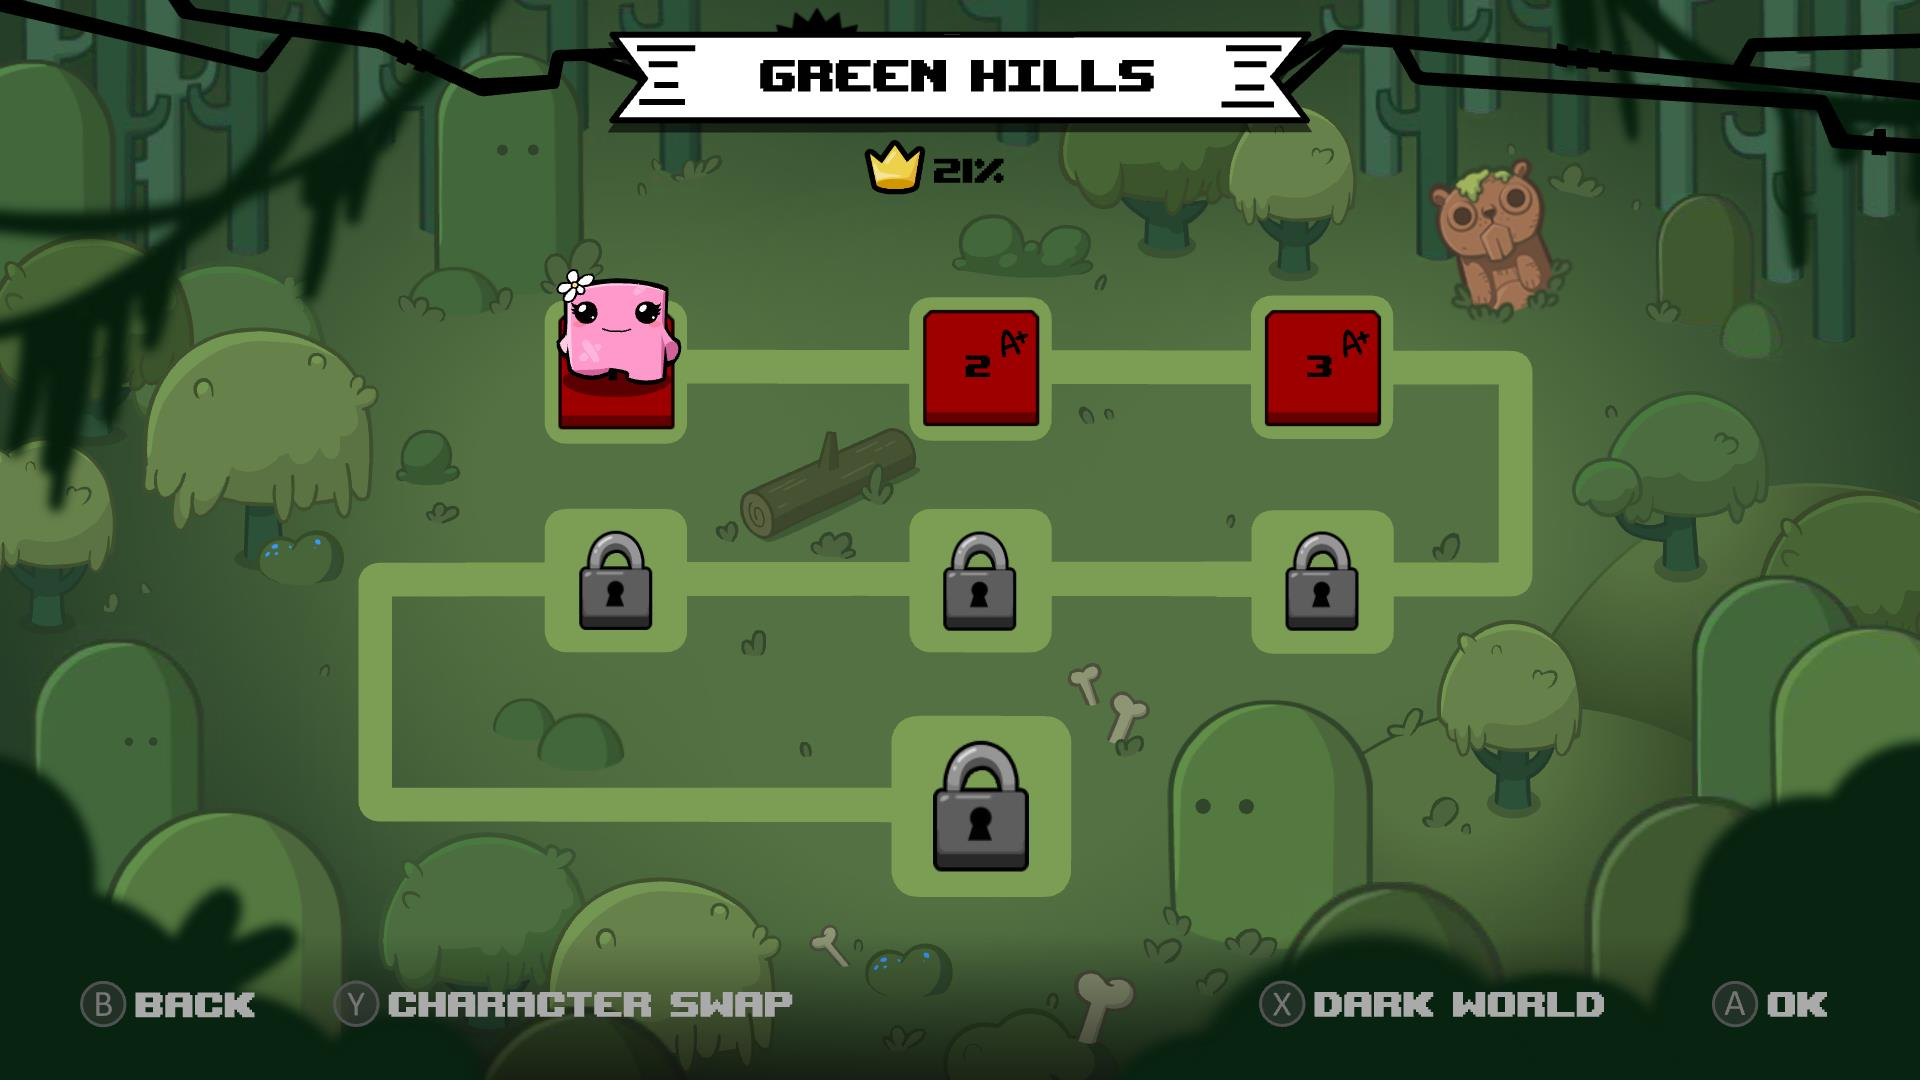 GREEN HILLS
21%
2 A+
3 A+
B BACK
Y CHARACTER SWAP
X DARK WORLD
A OK